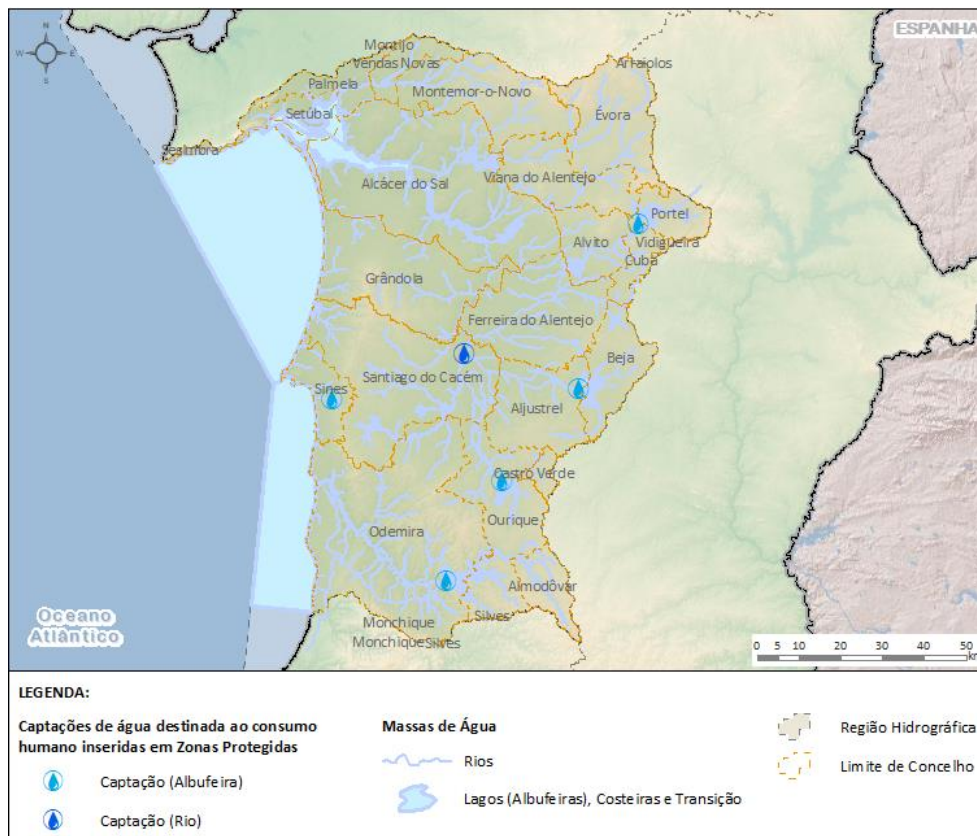 N
W
E
S
ESPANHA
Montijo
Vendas Novas
Arraiolos
Palmela
Montemor-o-Novo
Setúbal
Évora
Sesimbra
Alcácer do Sal
Viana do Alentejo
Portel
Alvito
Vidigueira
Cuba
Grândola
Ferreira do Alentejo
Beja
Santiago do Cacém
Sines
Aljustrel
Castro Verde
Odemira
Ourique
Almodôvar
Oceano
Atlântico
Monchique
Silves
Monchique
Silves
0 5 10 20 30 40 50
km
LEGENDA:
Captações de água destinada ao consumo
humano inseridas em Zonas Protegidas
Captação (Albufeira)
Captação (Rio)
Massas de Água
Rios
Lagos (Albufeiras), Costeiras e Transição
Região Hidrográfica
Limite de Concelho